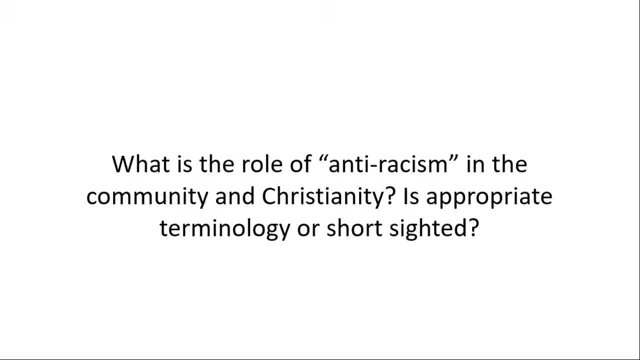 What is the role of “anti-racism” in the
community and Christianity? Is appropriate
terminology or short sighted?